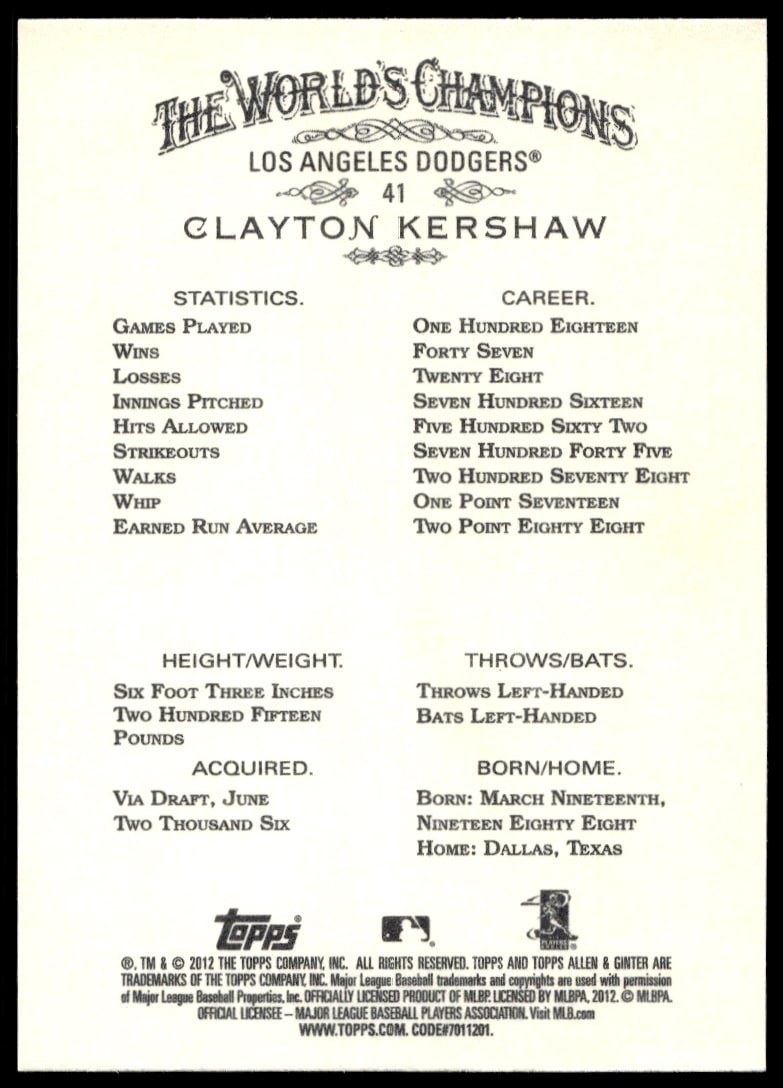 THE WORLD'S CHAMPIONS
LOS ANGELES DODGERS®
41
CLAYTON KERSHAW
STATISTICS. CAREER.
GAMES PLAYED ONE HUNDRED EIGHTEEN
WINS FORTY SEVEN
LOSSES TWENTY EIGHT
INNINGS PITCHED SEVEN HUNDRED SIXTEEN
HITS ALLOWED FIVE HUNDRED SIXTY TWO
STRIKEOUTS SEVEN HUNDRED FORTY FIVE
WALKS TWO HUNDRED SEVENTY EIGHT
WHIP ONE POINT SEVENTEEN
EARNED RUN AVERAGE TWO POINT EIGHTY EIGHT
HEIGHT/WEIGHT.
SIX FOOT THREE INCHES
TWO HUNDRED FIFTEEN
POUNDS
THROWS/BATS.
THROWS LEFT-HANDED
BATS LEFT-HANDED
ACQUIRED.
VIA DRAFT, JUNE
TWO THOUSAND SIX
BORN/HOME.
BORN: MARCH NINETEENTH,
NINETEEN EIGHTY EIGHT
HOME: DALLAS, TEXAS
TOPPS®
®, TM & © 2012 THE TOPPS COMPANY, INC. ALL RIGHTS RESERVED. TOPPS AND TOPPS ALLEN & GINTER ARE
TRADEMARKS OF THE TOPPS COMPANY, INC. Major League Baseball trademarks and copyrights are used with permission
of Major League Baseball Properties, Inc. OFFICIALLY LICENSED PRODUCT OF MLBP. LICENSED BY MLBPA, 2012. © MLBPA.
OFFICIAL LICENSEE – MAJOR LEAGUE BASEBALL PLAYERS ASSOCIATION. Visit MLB.com
WWW.TOPPS.COM. CODE#7011201.